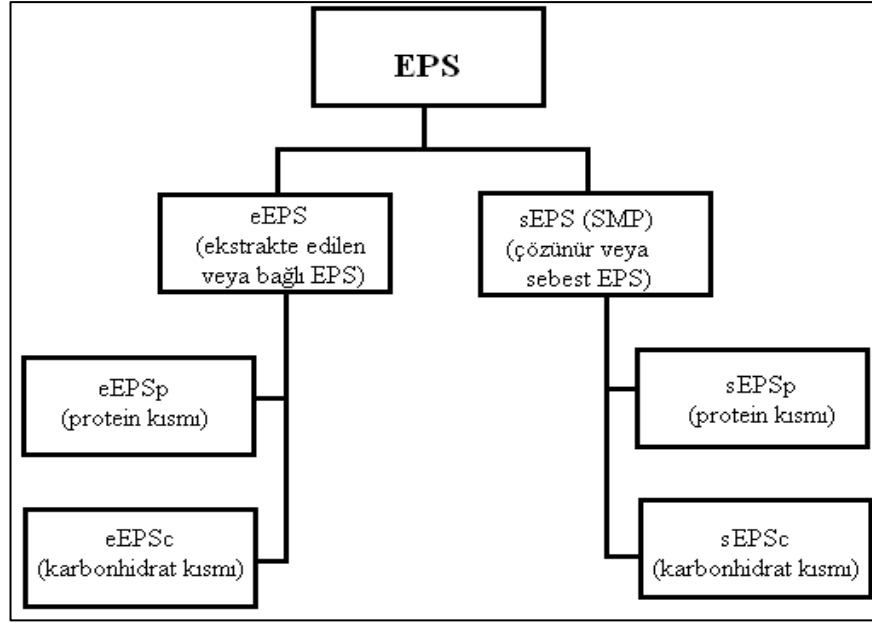 EPS
eEPS
(ekstrakte edilen
veya bağlı EPS)
sEPS (SMP)
(çözünür veya
sebest EPS)
eEPSp
(protein kısmı)
sEPSp
(protein kısmı)
eEPSc
(karbonhidrat kısmı)
sEPSc
(karbonhidrat kısmı)